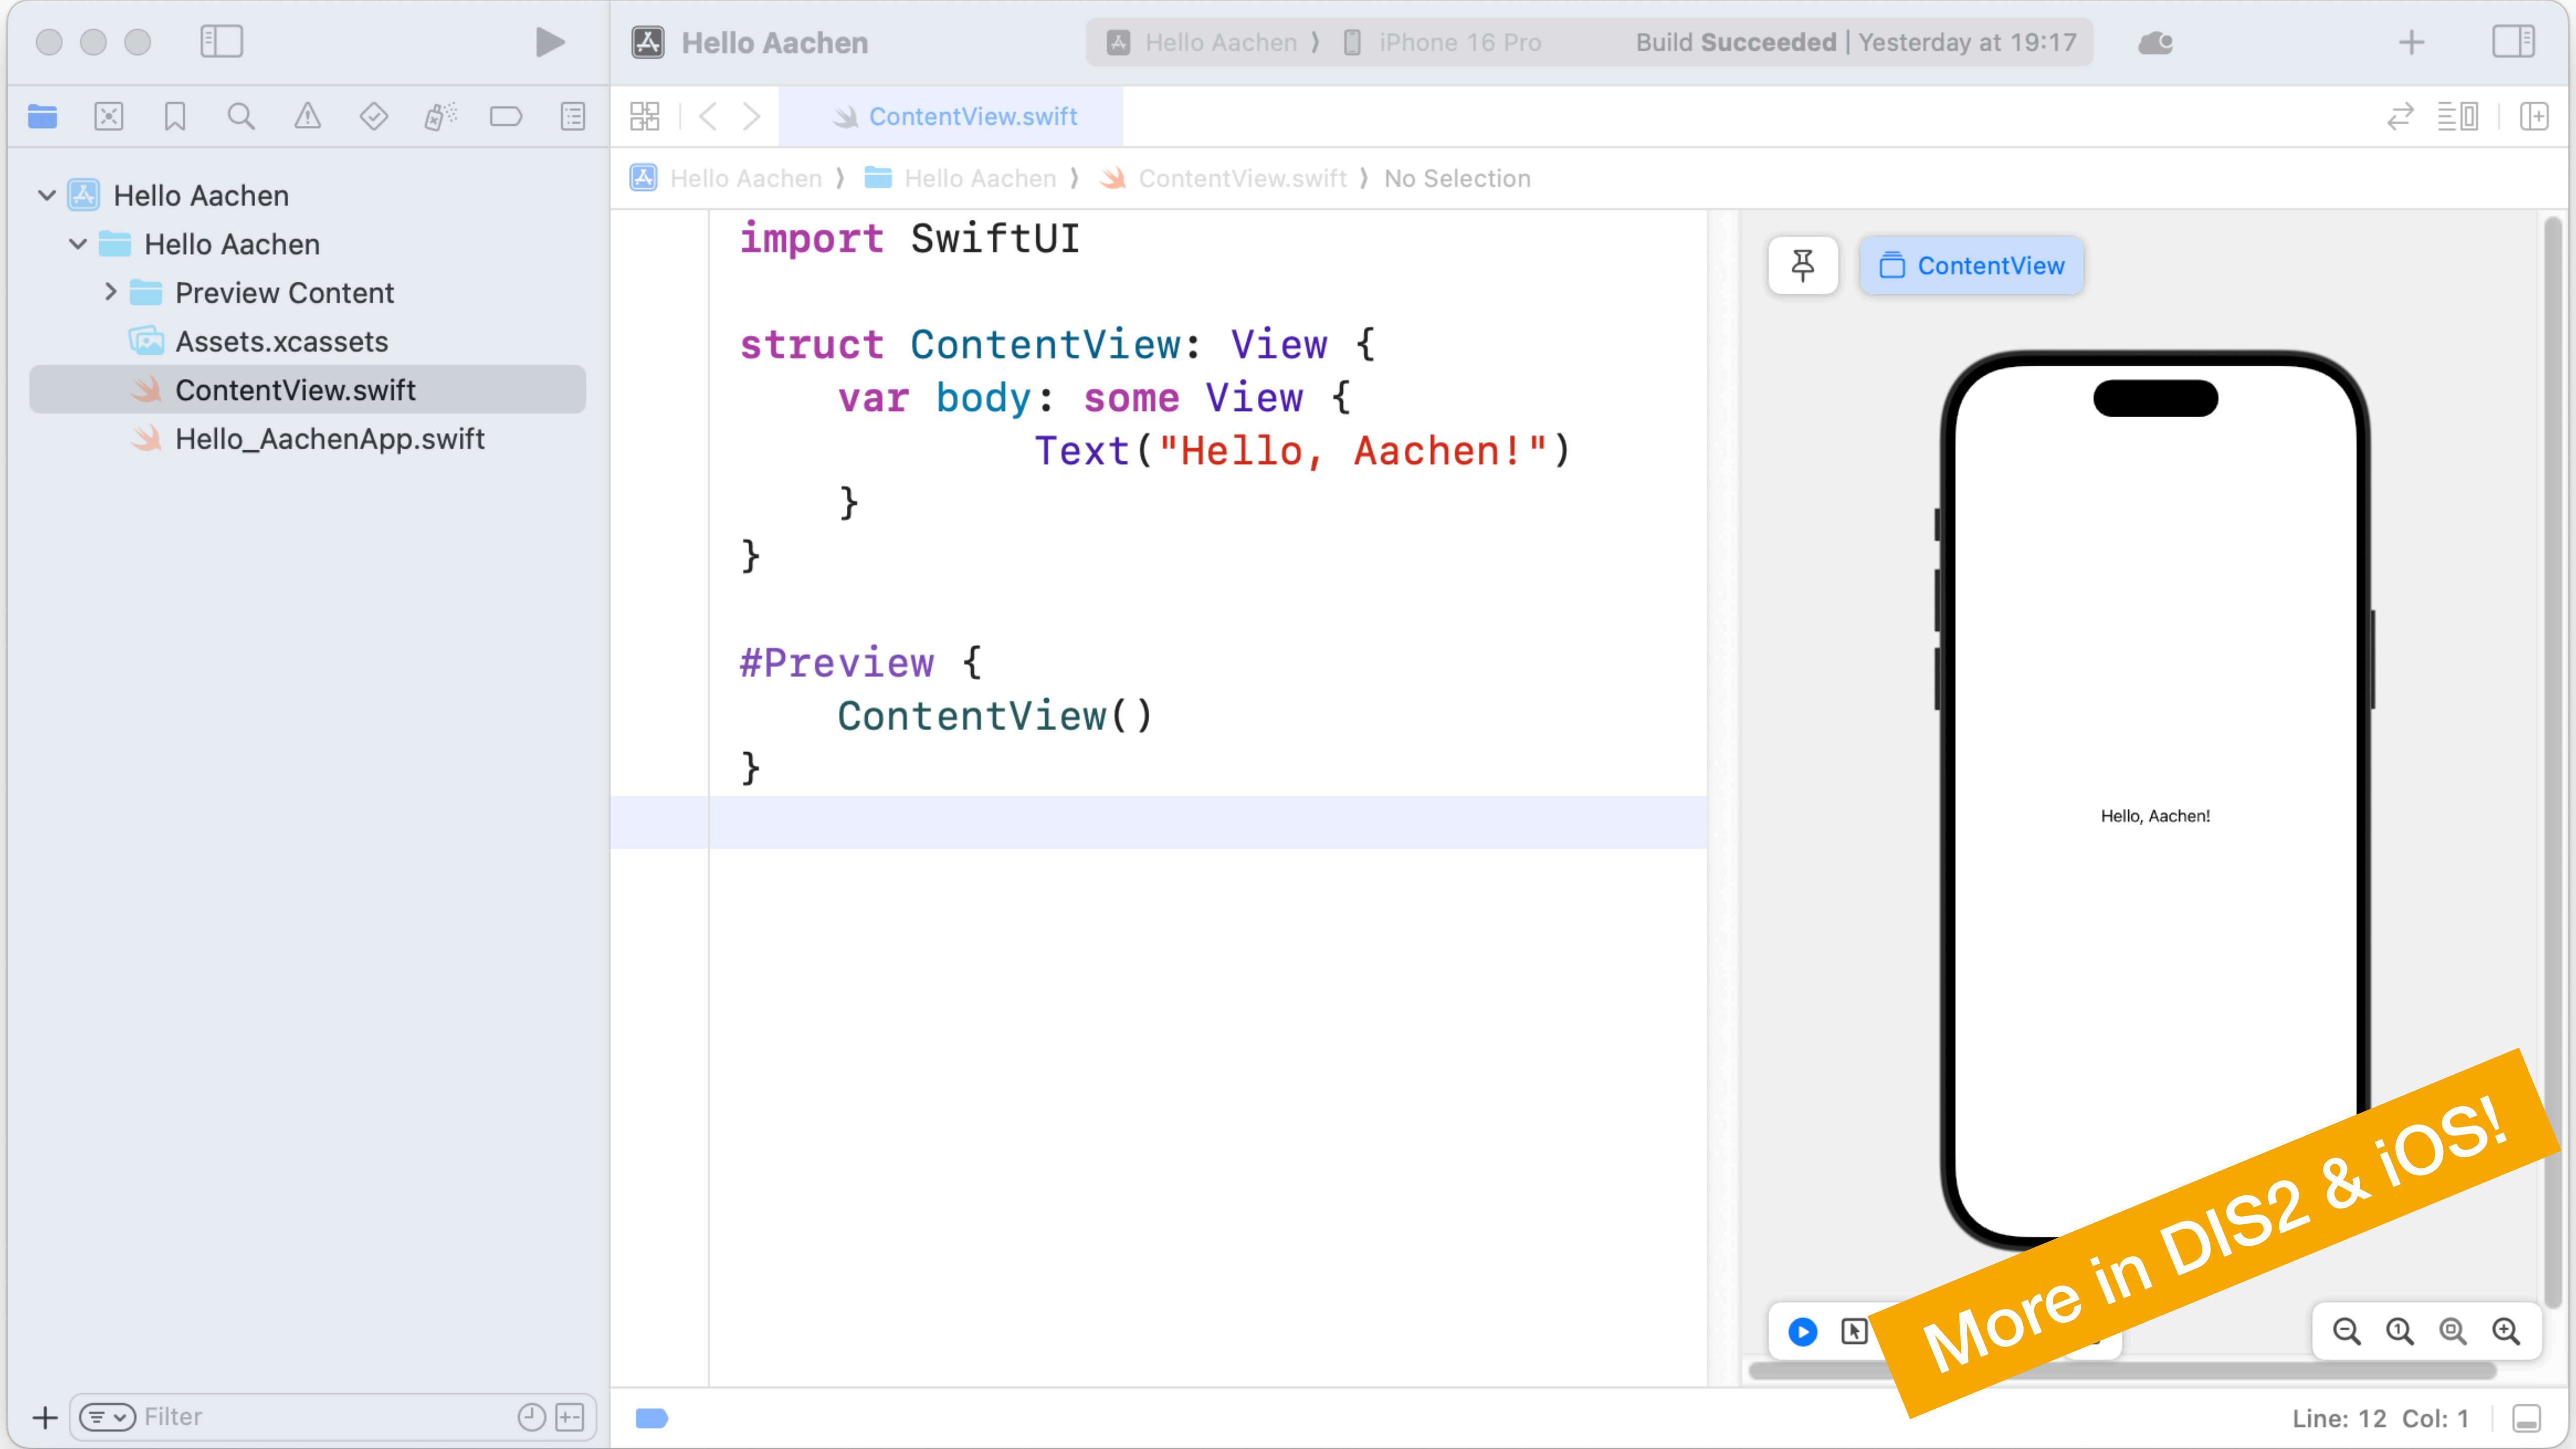 Hello Aachen
Hello Aachen ⟩ iPhone 16 Pro
Build Succeeded | Yesterday at 19:17
ContentView.swift
Hello Aachen ⟩ Hello Aachen ⟩ ContentView.swift ⟩ No Selection
Hello Aachen
Hello Aachen
Preview Content
Assets.xcassets
ContentView.swift
Hello_AachenApp.swift
import SwiftUI
struct ContentView: View {
    var body: some View {
            Text("Hello, Aachen!")
    }
}
#Preview {
    ContentView()
}
ContentView
Hello, Aachen!
More in DIS2 & iOS!
Filter
Line: 12 Col: 1